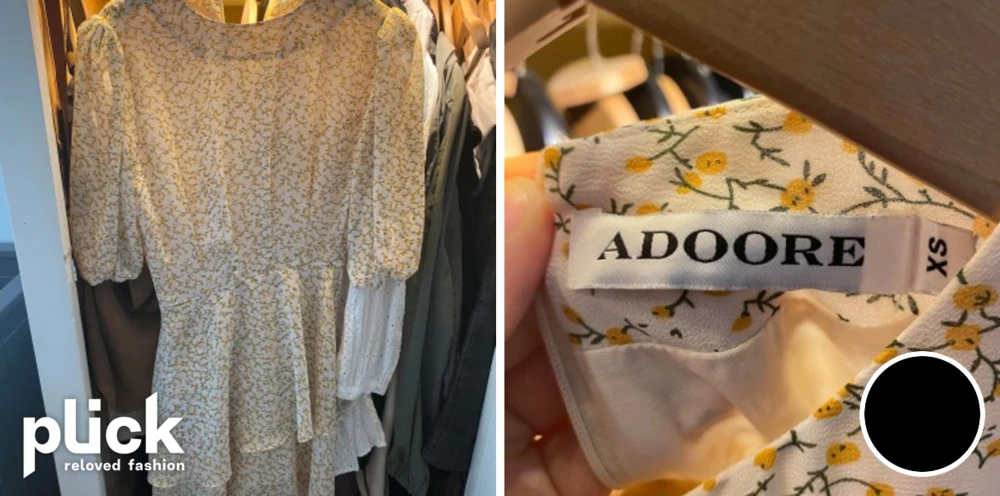 plick
reloved fashion
ADOORE
XS